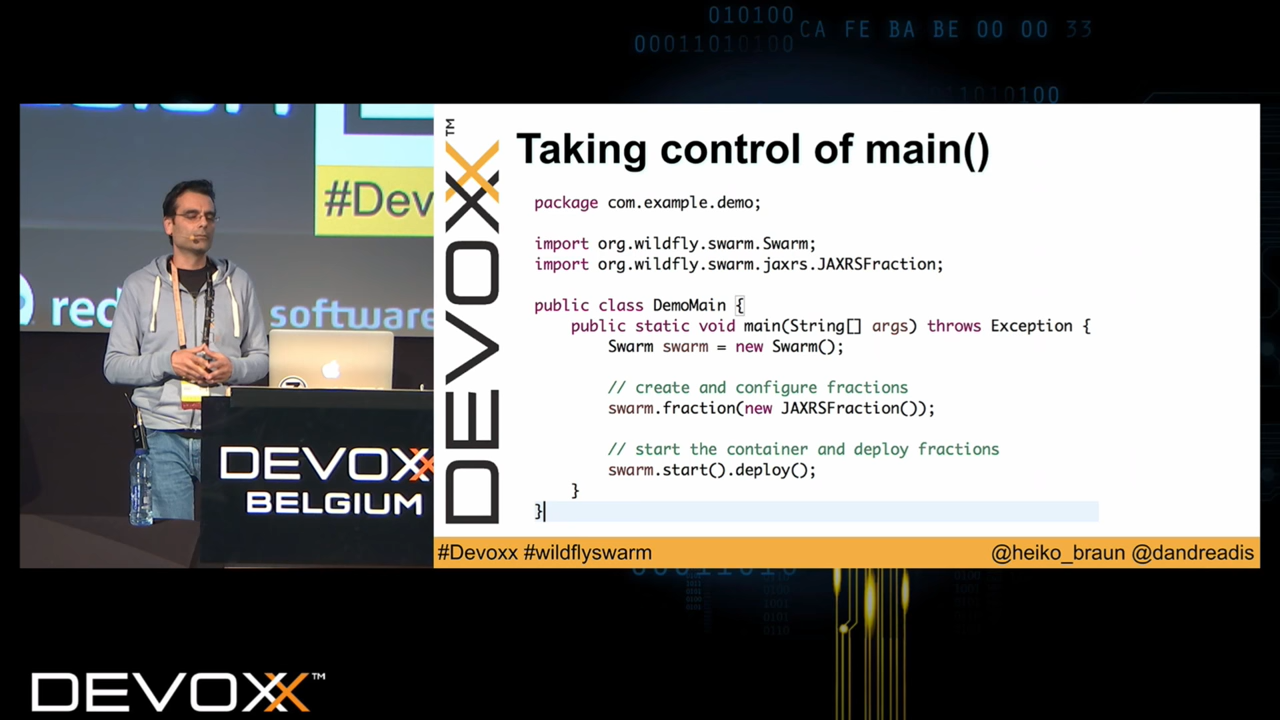 010100
00011010100
CA FE BA BE 00 00 33
11010100
#Dev
red
software
DEVOXX
BELGIUM
DEVOXX™
Taking control of main()
package com.example.demo;
import org.wildfly.swarm.Swarm;
import org.wildfly.swarm.jaxrs.JAXRSFraction;
public class DemoMain {
public static void main(String[] args) throws Exception {
Swarm swarm = new Swarm();
// create and configure fractions
swarm.fraction(new JAXRSFraction());
// start the container and deploy fractions
swarm.start().deploy();
}
}
#Devoxx #wildflyswarm
@heiko_braun @dandreadis
DEVOXX™